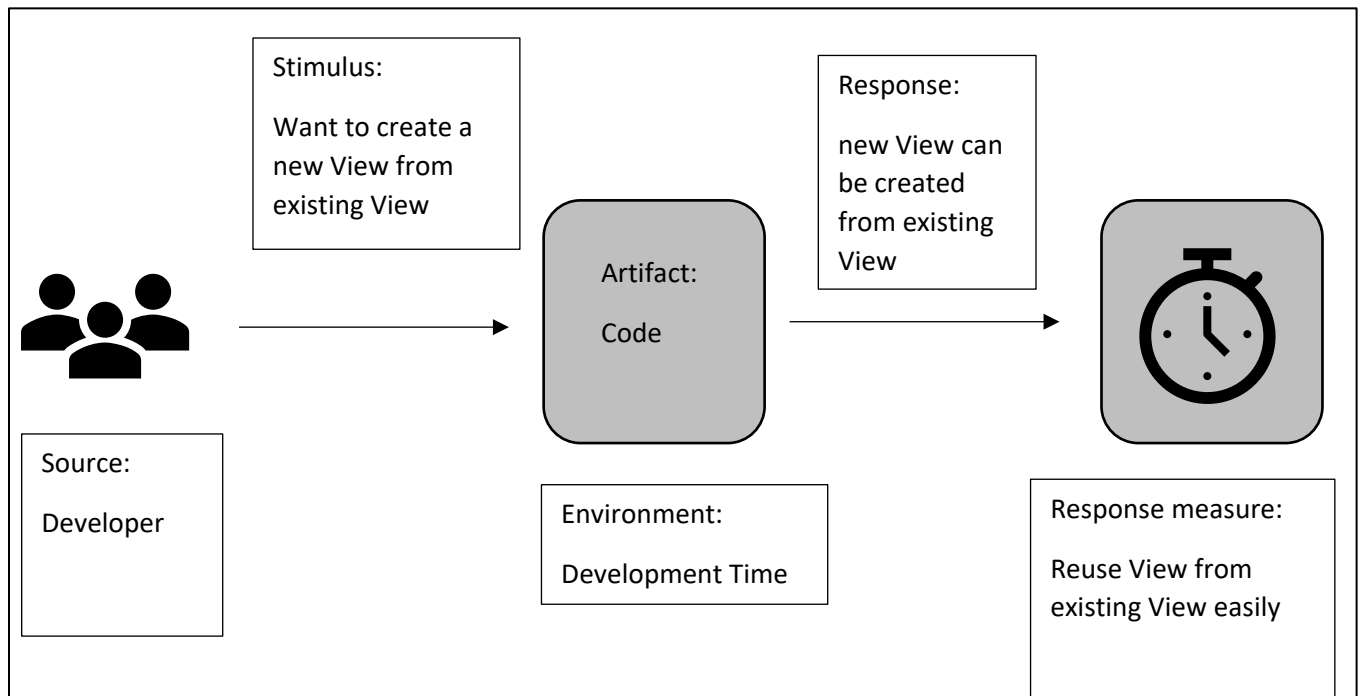 Stimulus:
Want to create a
new View from
existing View
Response:
new View can
be created
from existing
View
Artifact:
Code
Source:
Developer
Environment:
Development Time
Response measure:
Reuse View from
existing View easily